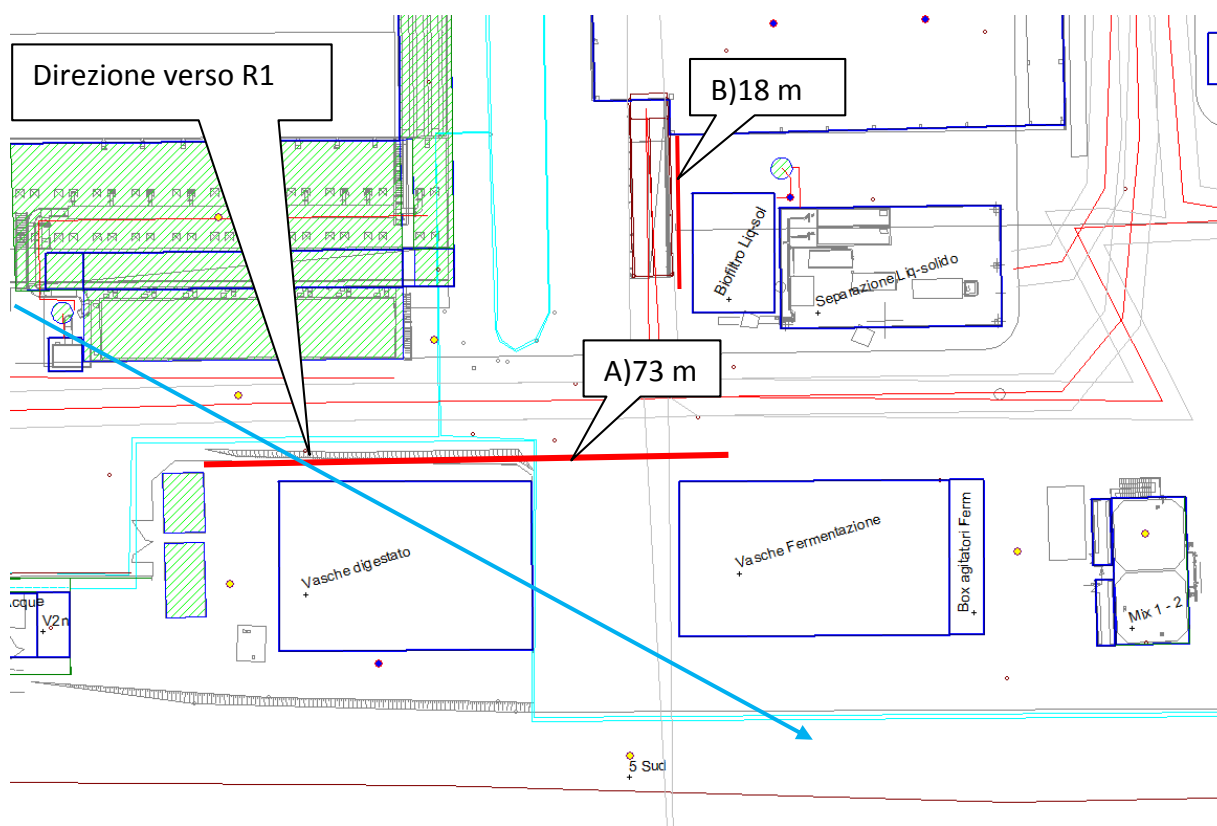 Direzione verso R1
B)18 m
Biofiltro Liq-sol
Separazione Liq-solido
A)73 m
Vasche digestato
Vasche Fermentazione
Box agitatori Ferm
Mix 1 - 2
Acque
V2n
5 Sud